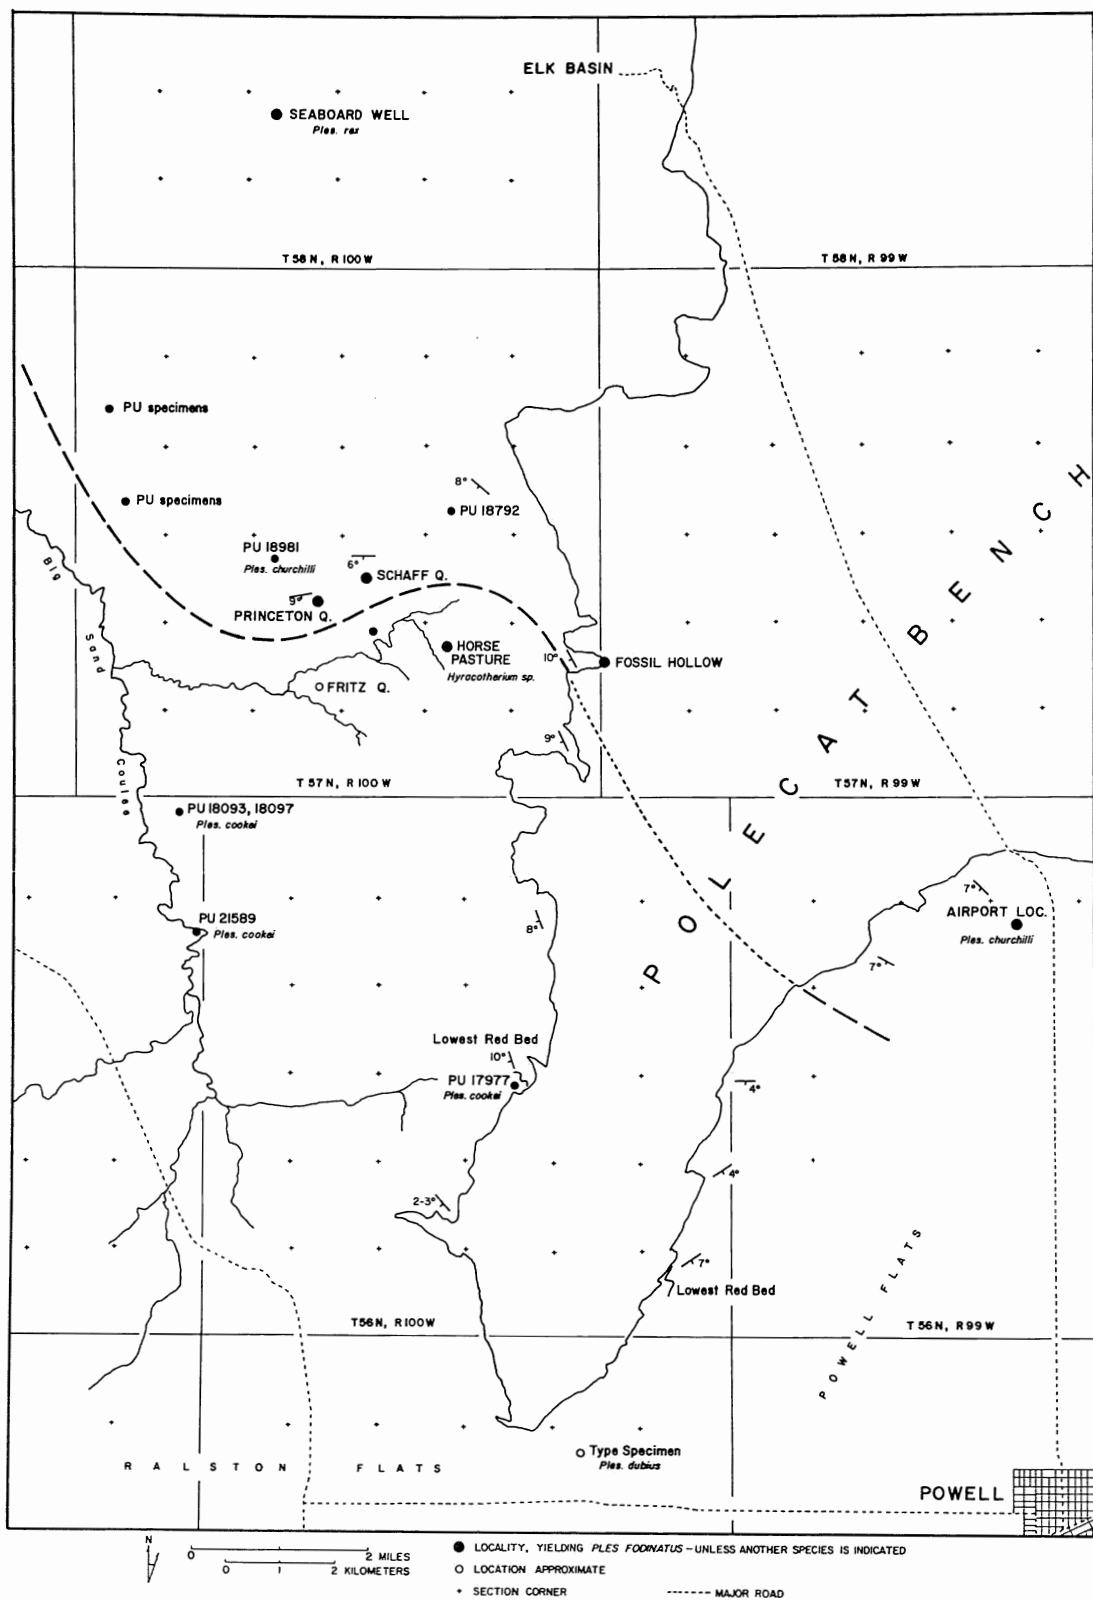 ELK BASIN
SEABOARD WELL
Ples. rex
T 58 N, R 100 W
T 58 N, R 99 W
PU specimens
PU specimens
8°
PU 18792
PU 18981
Ples. churchilli
6°
SCHAFF Q.
9°
PRINCETON Q.
HORSE
PASTURE
Hyracotherium sp.
10°
FOSSIL HOLLOW
FRITZ Q.
9°
Big Sand Coulee
POLECAT BENCH
T 57 N, R 100 W
T 57 N, R 99 W
PU 18093, 18097
Ples. cookei
PU 21589
Ples. cookei
8°
7°
AIRPORT LOC.
Ples. churchilli
7°
Lowest Red Bed
10°
PU 17977
Ples. cookei
4°
4°
2-3°
7°
Lowest Red Bed
T 56 N, R 100 W
T 56 N, R 99 W
POWELL FLATS
Type Specimen
Ples. dubius
RALSTON FLATS
POWELL
N
0 1 2 MILES
0 1 2 KILOMETERS
LOCALITY, YIELDING PLES FODINATUS - UNLESS ANOTHER SPECIES IS INDICATED
LOCATION APPROXIMATE
SECTION CORNER
MAJOR ROAD